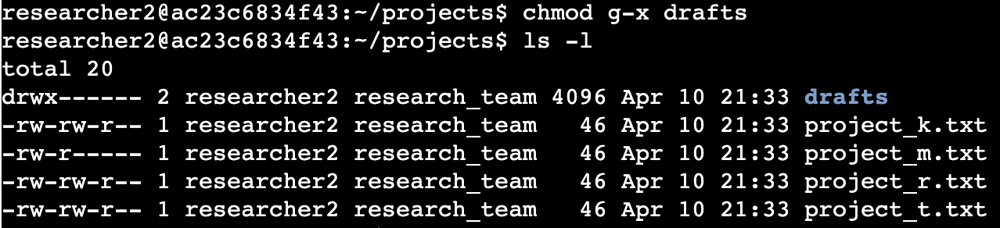 researcher2@ac23c6834f43:~/projects$ chmod g-x drafts
researcher2@ac23c6834f43:~/projects$ ls -l
total 20
drwx------ 2 researcher2 research_team 4096 Apr 10 21:33 drafts
-rw-rw-r-- 1 researcher2 research_team   46 Apr 10 21:33 project_k.txt
-rw-r----- 1 researcher2 research_team   46 Apr 10 21:33 project_m.txt
-rw-rw-r-- 1 researcher2 research_team   46 Apr 10 21:33 project_r.txt
-rw-rw-r-- 1 researcher2 research_team   46 Apr 10 21:33 project_t.txt